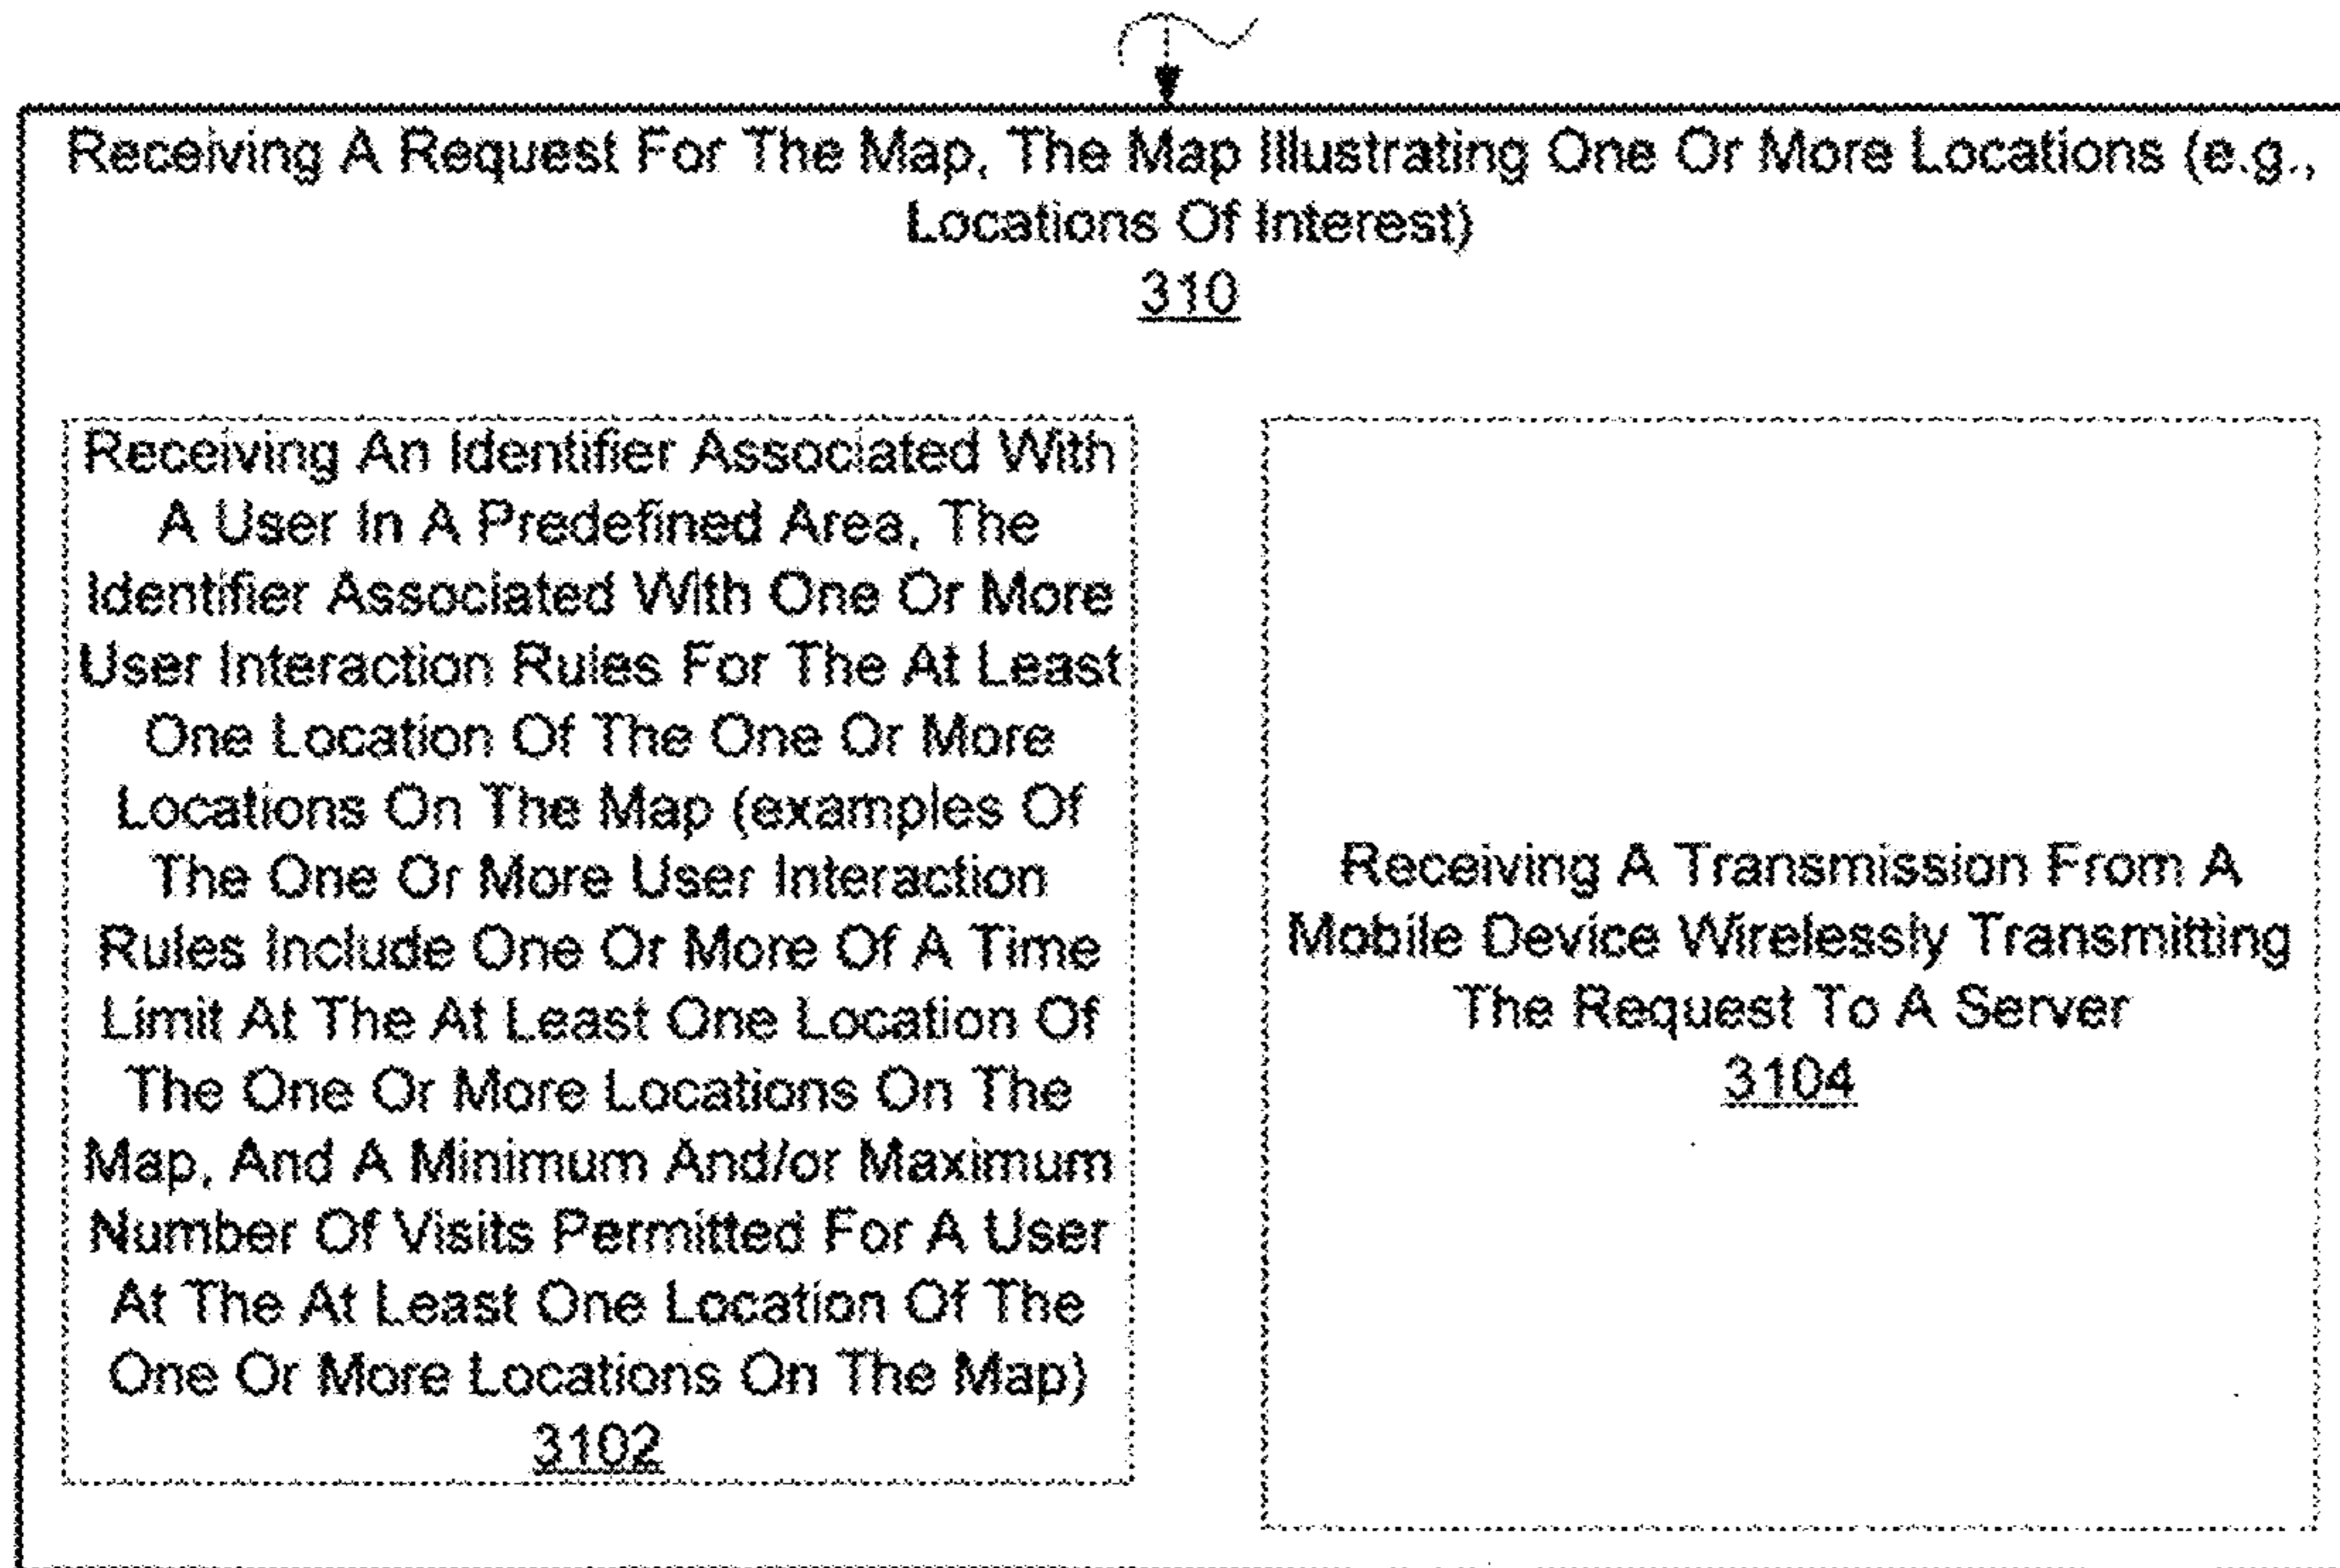 Receiving A Request For The Map, The Map Illustrating One Or More Locations (e.g.,
Locations Of Interest)
310
Receiving An Identifier Associated With
A User In A Predefined Area, The
Identifier Associated With One Or More
User Interaction Rules For The At Least
One Location Of The One Or More
Locations On The Map (examples Of
The One Or More User Interaction
Rules Include One Or More Of A Time
Limit At The At Least One Location Of
The One Or More Locations On The
Map, And A Minimum And/or Maximum
Number Of Visits Permitted For A User
At The At Least One Location Of The
One Or More Locations On The Map)
3102
Receiving A Transmission From A
Mobile Device Wirelessly Transmitting
The Request To A Server
3104